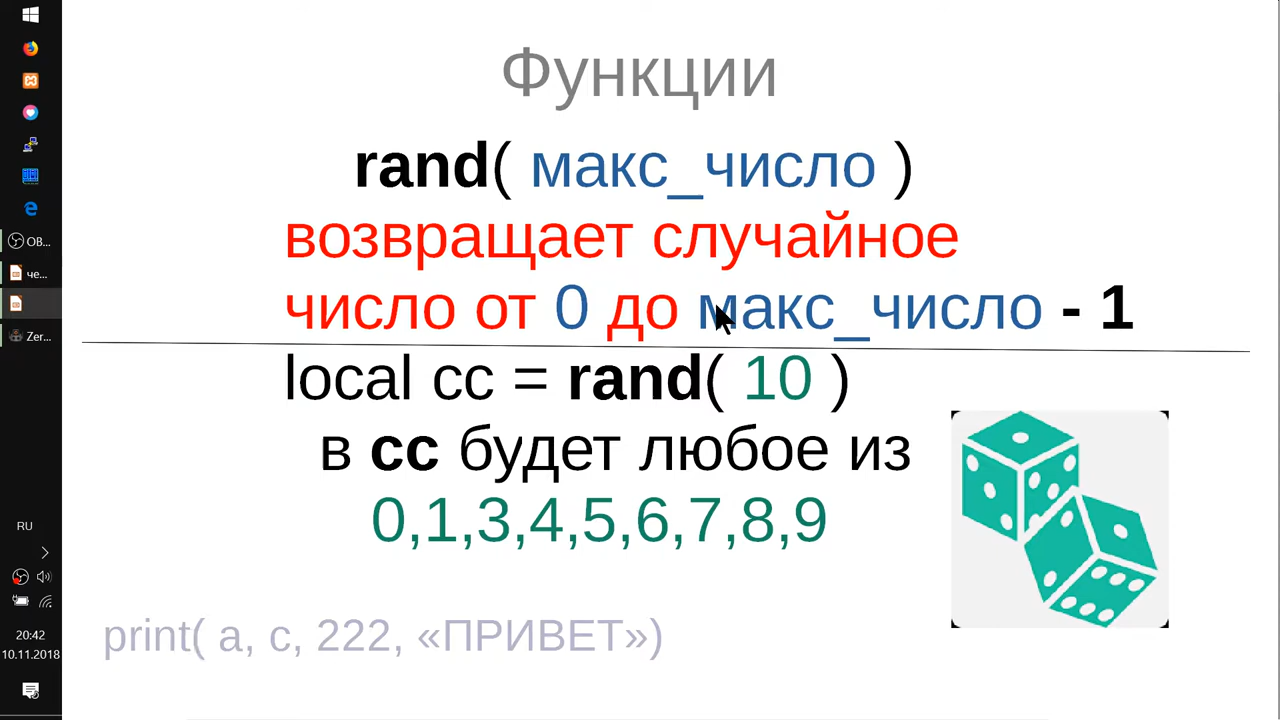 Функции
rand( макс_число )
возвращает случайное
число от 0 до макс_число - 1
local cc = rand( 10 )
в cc будет любое из
0,1,3,4,5,6,7,8,9
print( a, c, 222, «ПРИВЕТ»)
OB...
че...
Zer...
RU
20:42
10.11.2018